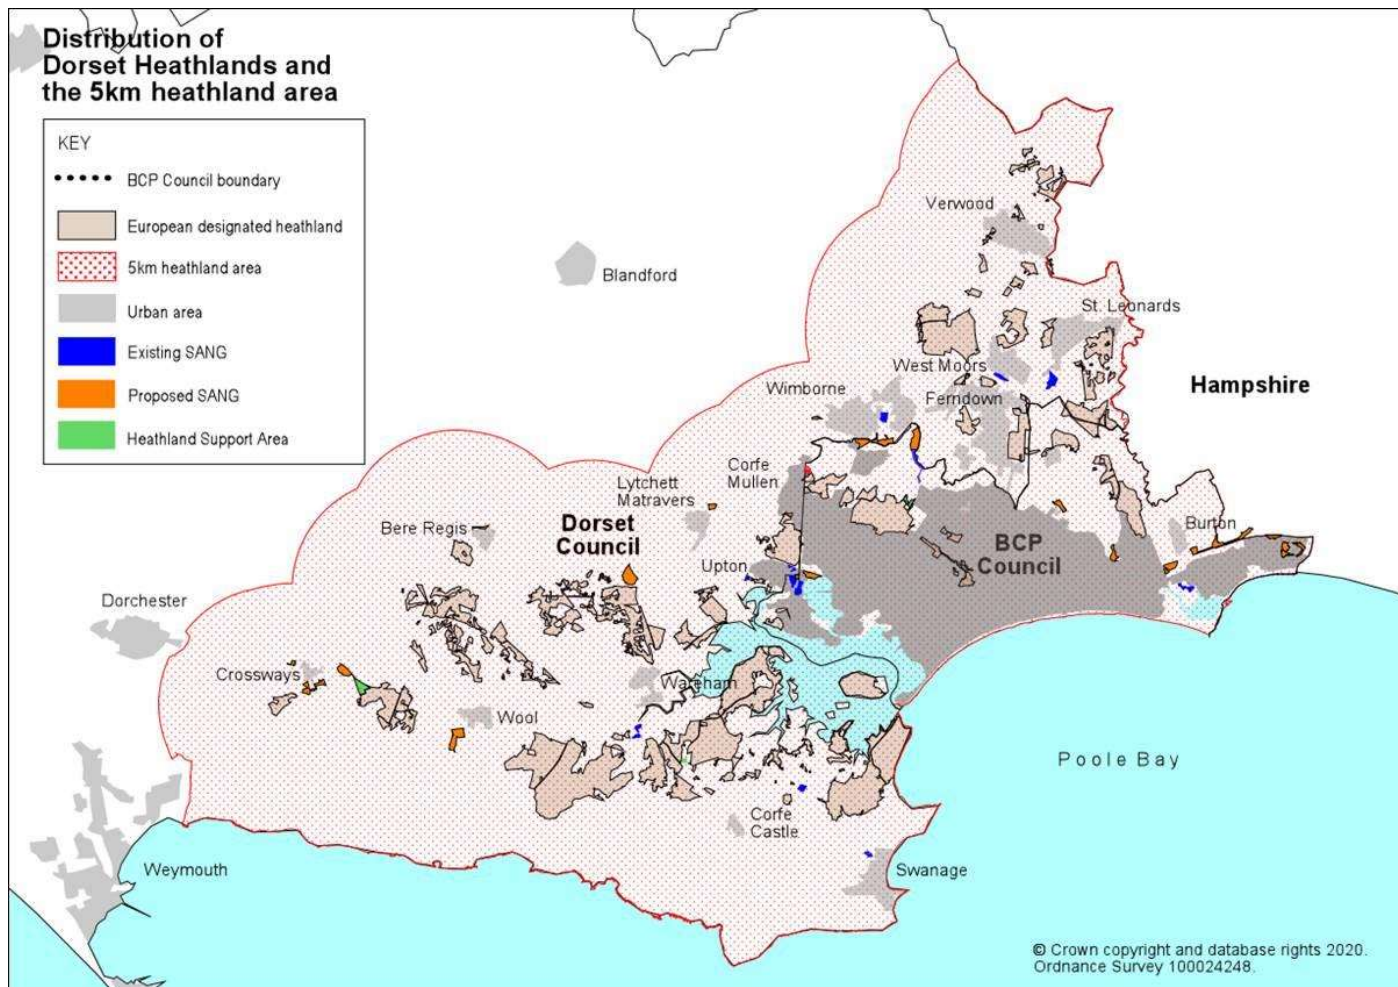 Distribution of
Dorset Heathlands and
the 5km heathland area
KEY
BCP Council boundary
European designated heathland
5km heathland area
Urban area
Existing SANG
Proposed SANG
Heathland Support Area
Blandford
Verwood
St. Leonards
West Moors
Hampshire
Wimborne
Ferndown
Corfe
Mullen
Lytchett
Matravers
Bere Regis
Dorset
Council
Burton
BCP
Council
Upton
Dorchester
Crossways
Wareham
Wool
Poole Bay
Corfe
Castle
Weymouth
Swanage
© Crown copyright and database rights 2020.
Ordnance Survey 100024248.